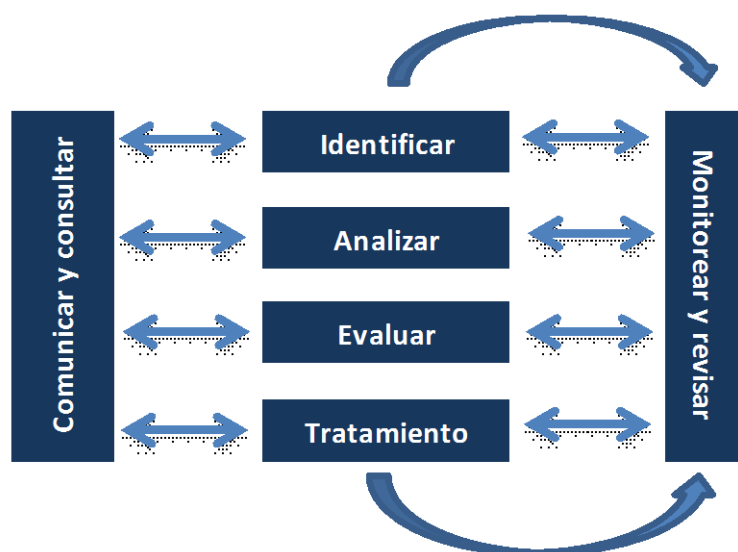 Comunicar y consultar
Identificar
Analizar
Evaluar
Tratamiento
Monitorear y revisar